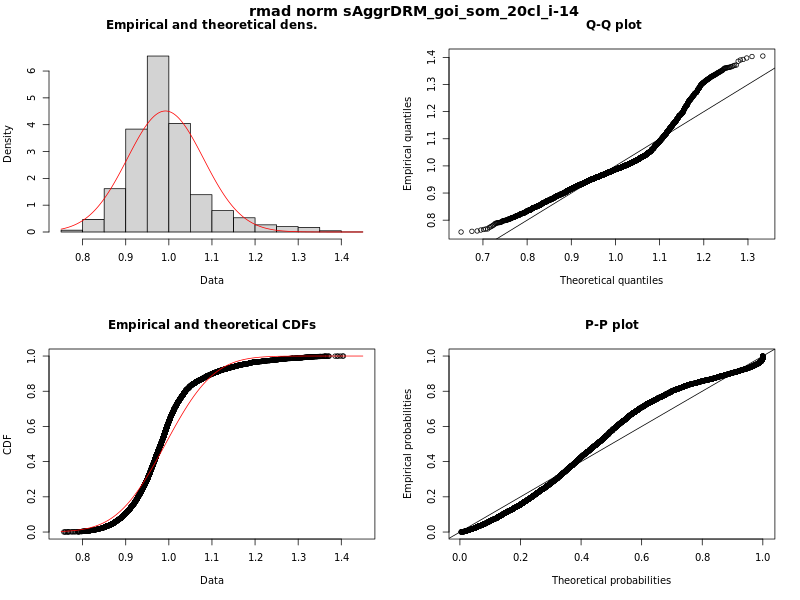 rmad norm sAggrDRM_goi_som_20cl_i-14
Empirical and theoretical dens.
Density
0 1 2 3 4 5 6
0.8 0.9 1.0 1.1 1.2 1.3 1.4
Data
Q-Q plot
Empirical quantiles
0.8 0.9 1.0 1.1 1.2 1.3 1.4
0.7 0.8 0.9 1.0 1.1 1.2 1.3
Theoretical quantiles
Empirical and theoretical CDFs
CDF
0.0 0.2 0.4 0.6 0.8 1.0
0.8 0.9 1.0 1.1 1.2 1.3 1.4
Data
P-P plot
Empirical probabilities
0.0 0.2 0.4 0.6 0.8 1.0
0.0 0.2 0.4 0.6 0.8 1.0
Theoretical probabilities